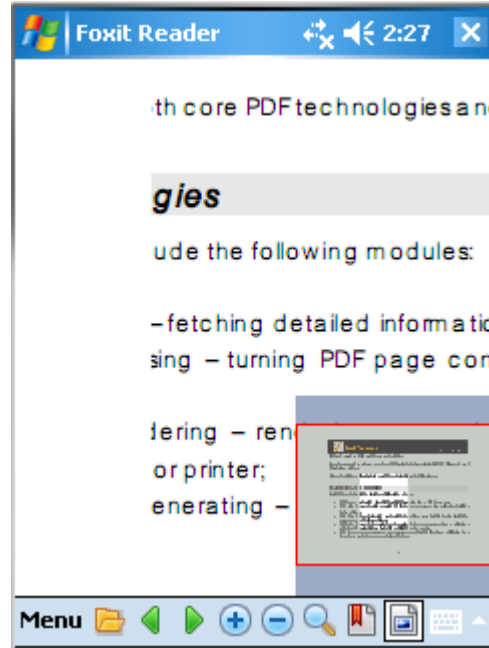 Foxit Reader 2:27
th core PDF technologies an
gies
ude the following modules:
– fetching detailed informatio
sing – turning PDF page con
dering – ren
or printer;
enerating –
Menu